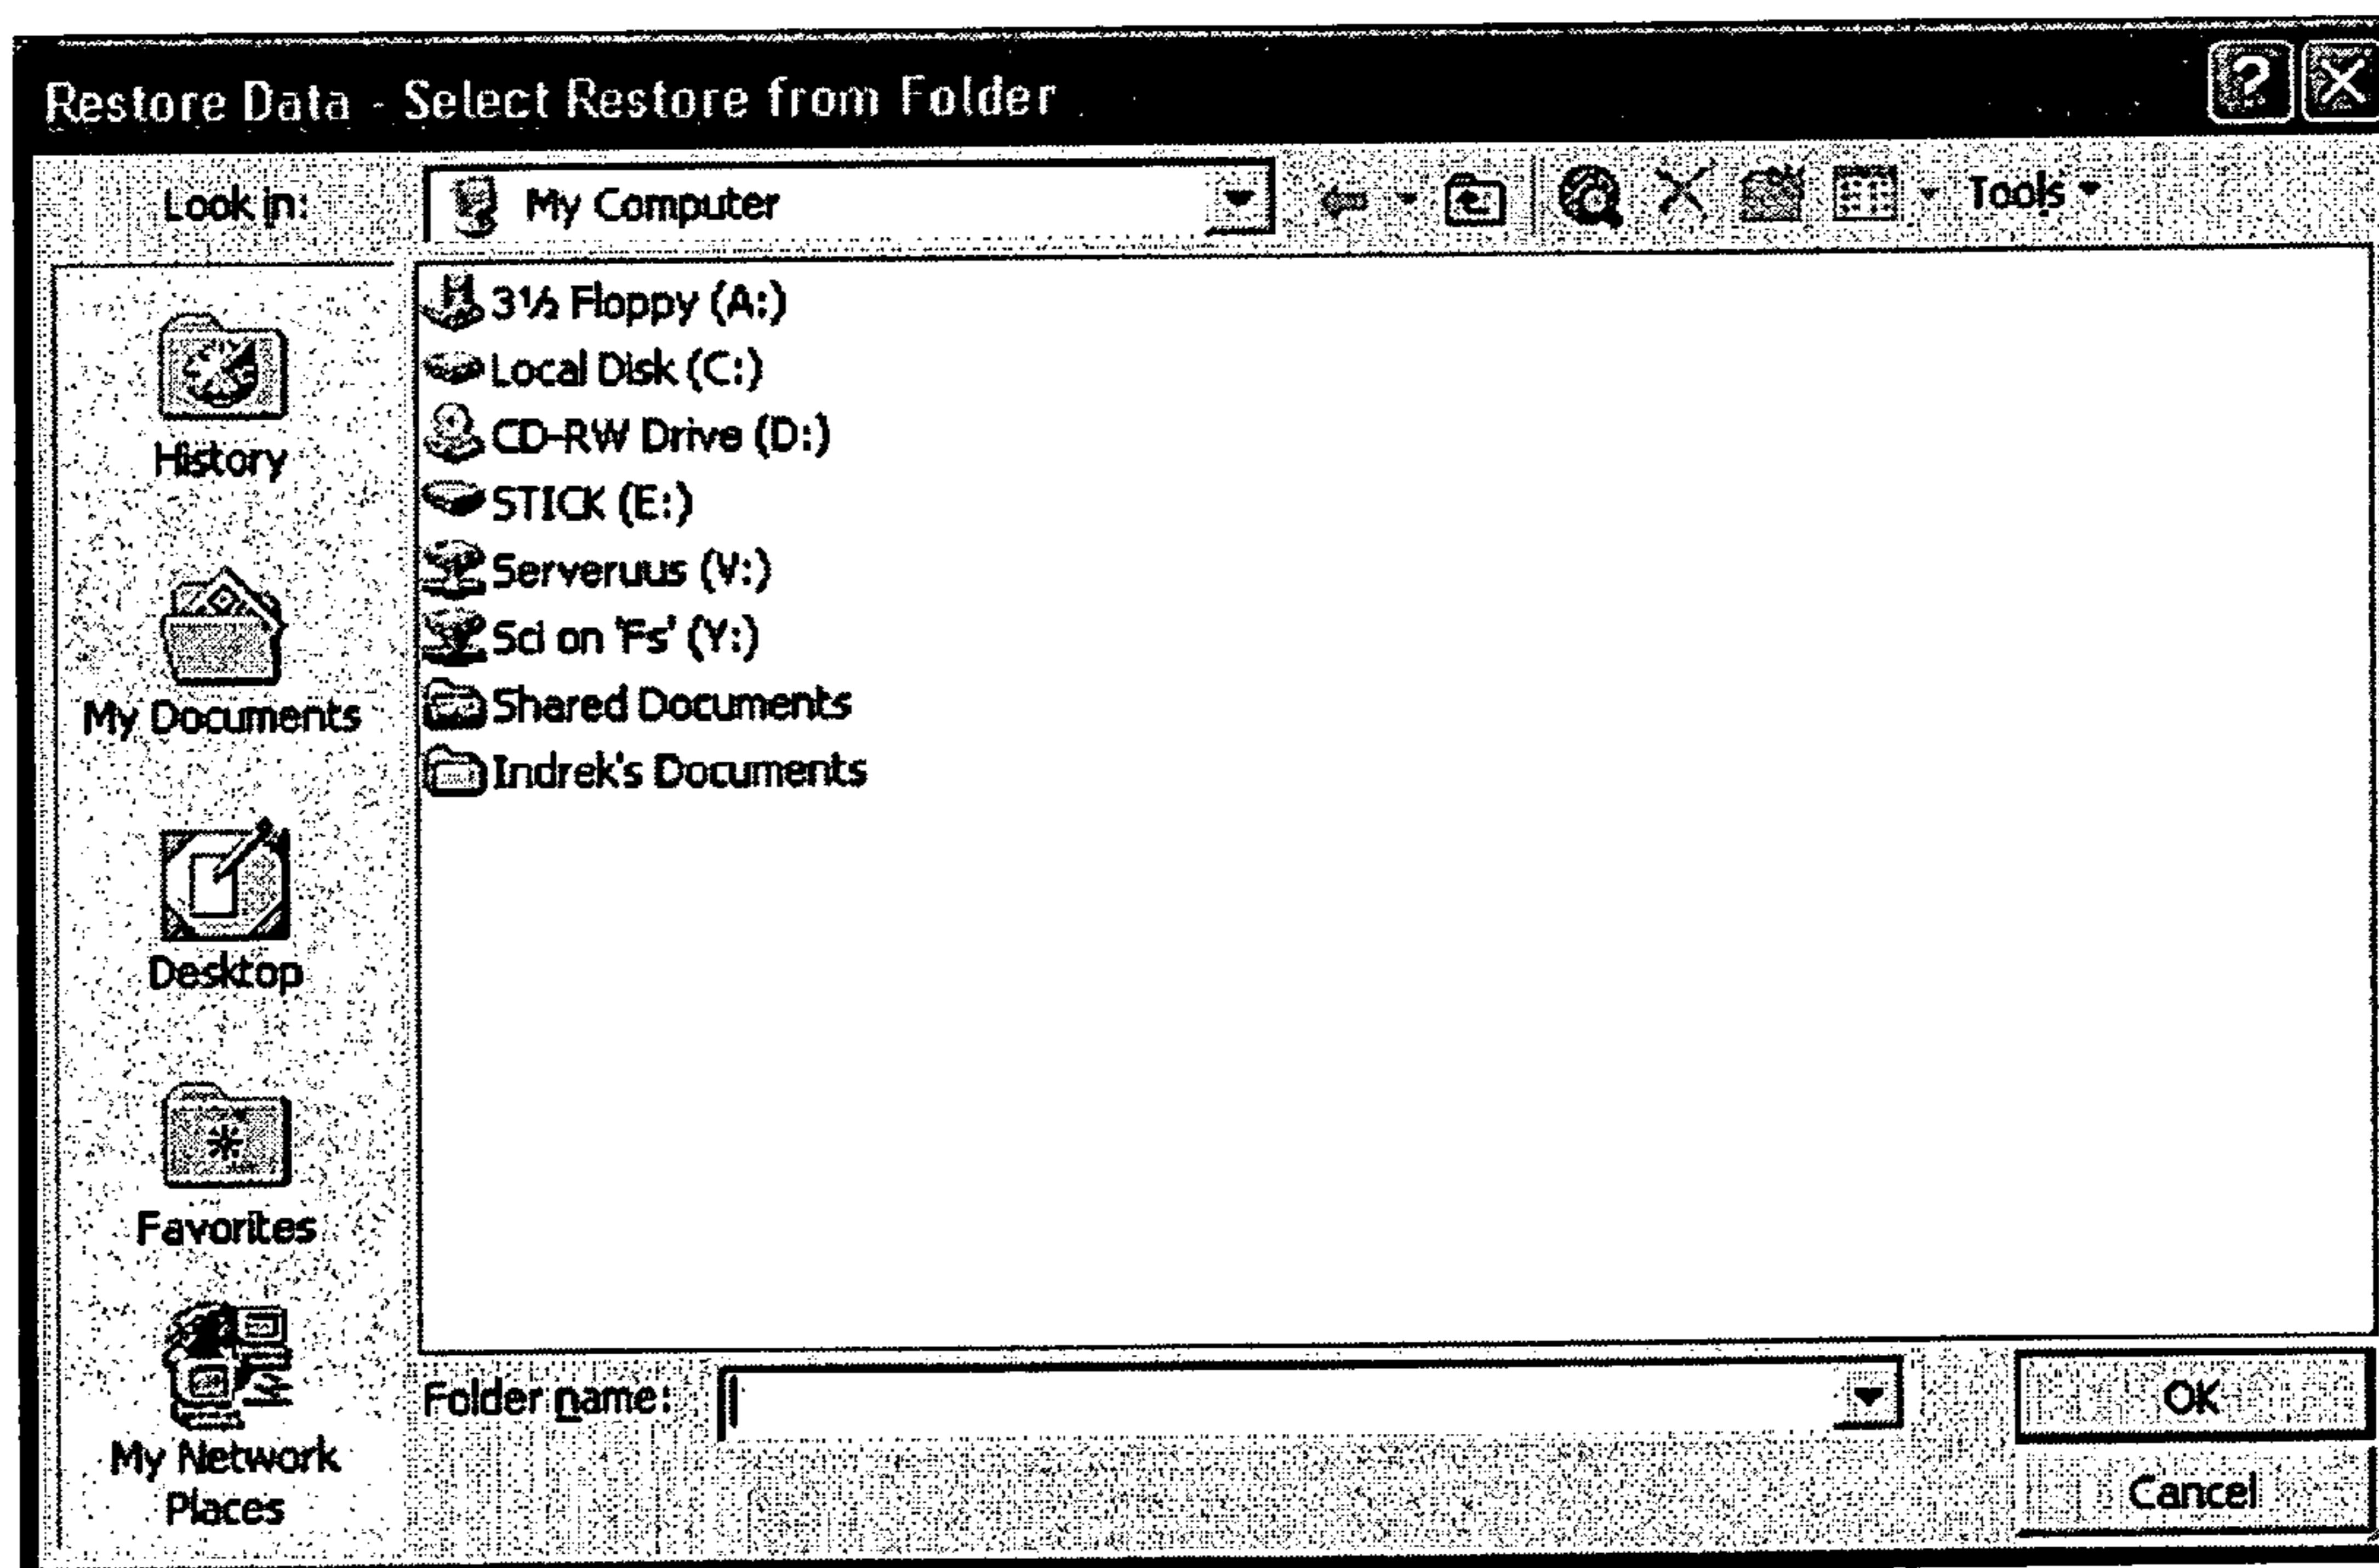 Restore Data - Select Restore from Folder
Look in:
My Computer
Tools
3½ Floppy (A:)
Local Disk (C:)
CD-RW Drive (D:)
STICK (E:)
Serveruus (V:)
Sci on 'Fs' (Y:)
Shared Documents
Indrek's Documents
History
My Documents
Desktop
Favorites
My Network
Places
Folder name:
OK
Cancel